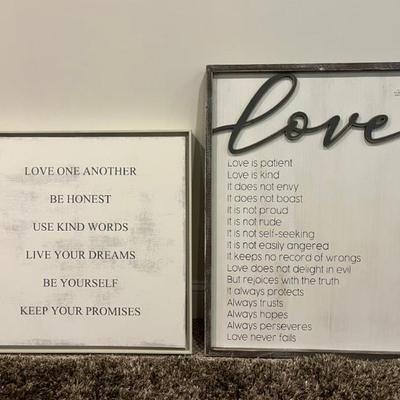 LOVE ONE ANOTHER
BE HONEST
USE KIND WORDS
LIVE YOUR DREAMS
BE YOURSELF
KEEP YOUR PROMISES
love
Love is patient
Love is kind
It does not envy
It does not boast
It is not proud
It is not rude
It is not self-seeking
It is not easily angered
It keeps no record of wrongs
Love does not delight in evil
But rejoices with the truth
It always protects
Always trusts
Always hopes
Always perseveres
Love never fails